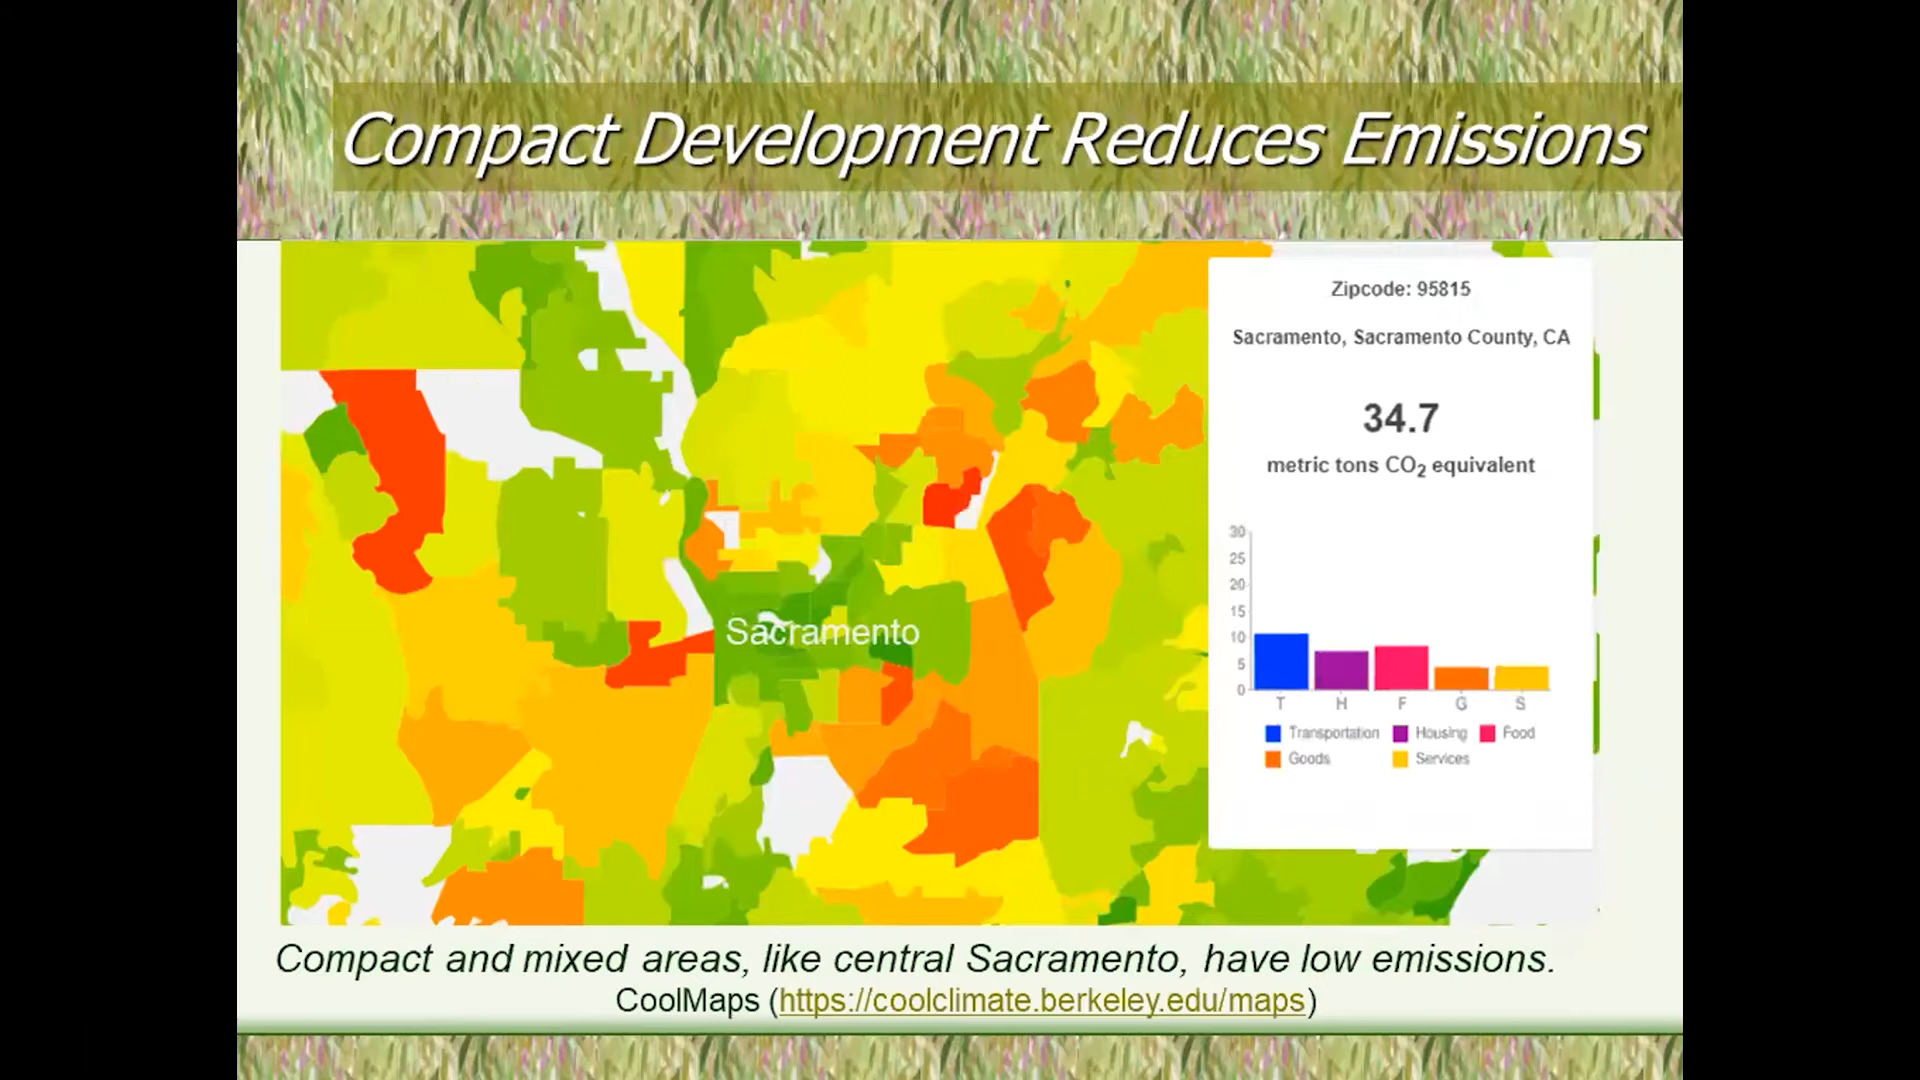 Compact Development Reduces Emissions
Zipcode: 95815
Sacramento, Sacramento County, CA
34.7
metric tons CO₂ equivalent
30
25
20
15
10
5
0
T H F G S
Transportation Housing Food
Goods Services
Sacramento
Compact and mixed areas, like central Sacramento, have low emissions.
CoolMaps (https://coolclimate.berkeley.edu/maps)